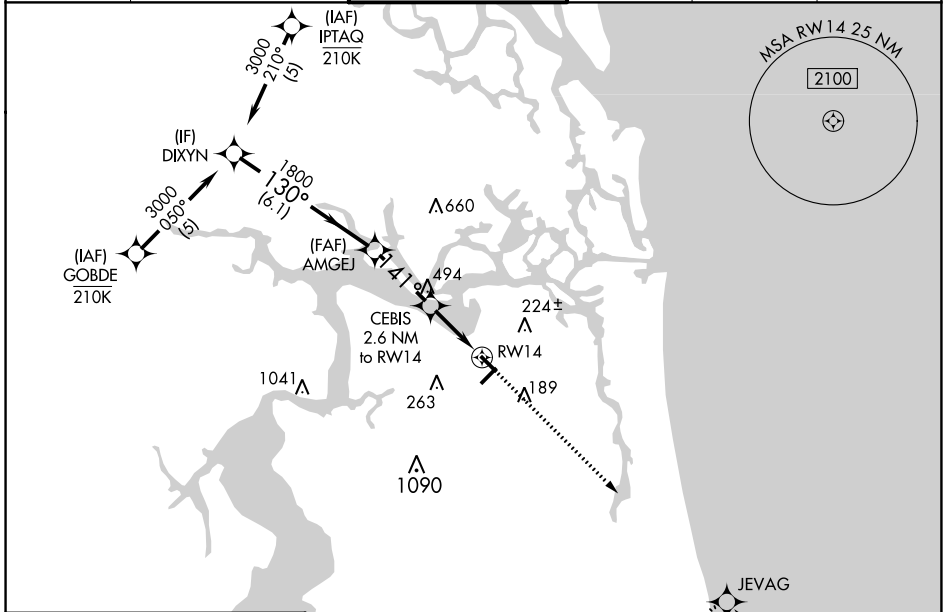 (IAF)
IPTAQ
210K
3000
210°
(5)
MSA RW14 25 NM
2100
(IF)
DIXYN
1800
130°
(6.1)
3000
050°
(5)
660
(IAF)
GOBDE
210K
(FAF)
AMGEJ
141°
494
CEBIS
2.6 NM
to RW14
224±
RW14
1041
263
189
1090
JEVAG